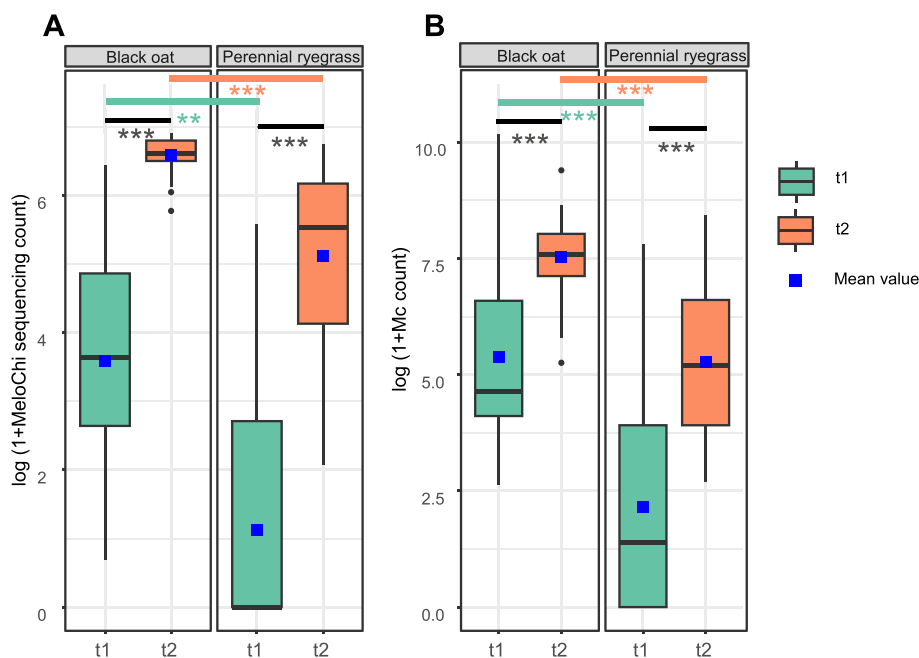 A
B
Black oat
Perennial ryegrass
Black oat
Perennial ryegrass
***
***
***
**
***
***
***
***
log (1+MeloChi sequencing count)
6
4
2
0
log (1+Mc count)
10.0
7.5
5.0
2.5
0.0
t1
t2
t1
t2
t1
t2
t1
t2
t1
t2
Mean value